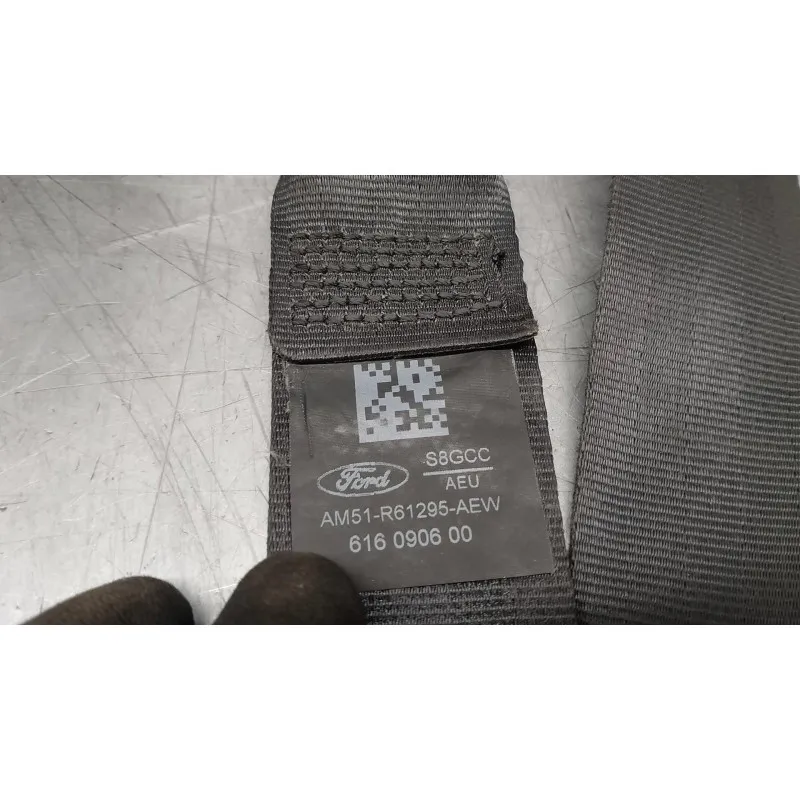 Ford
S8GCC
AEU
AM51-R61295-AEW
616 0906 00